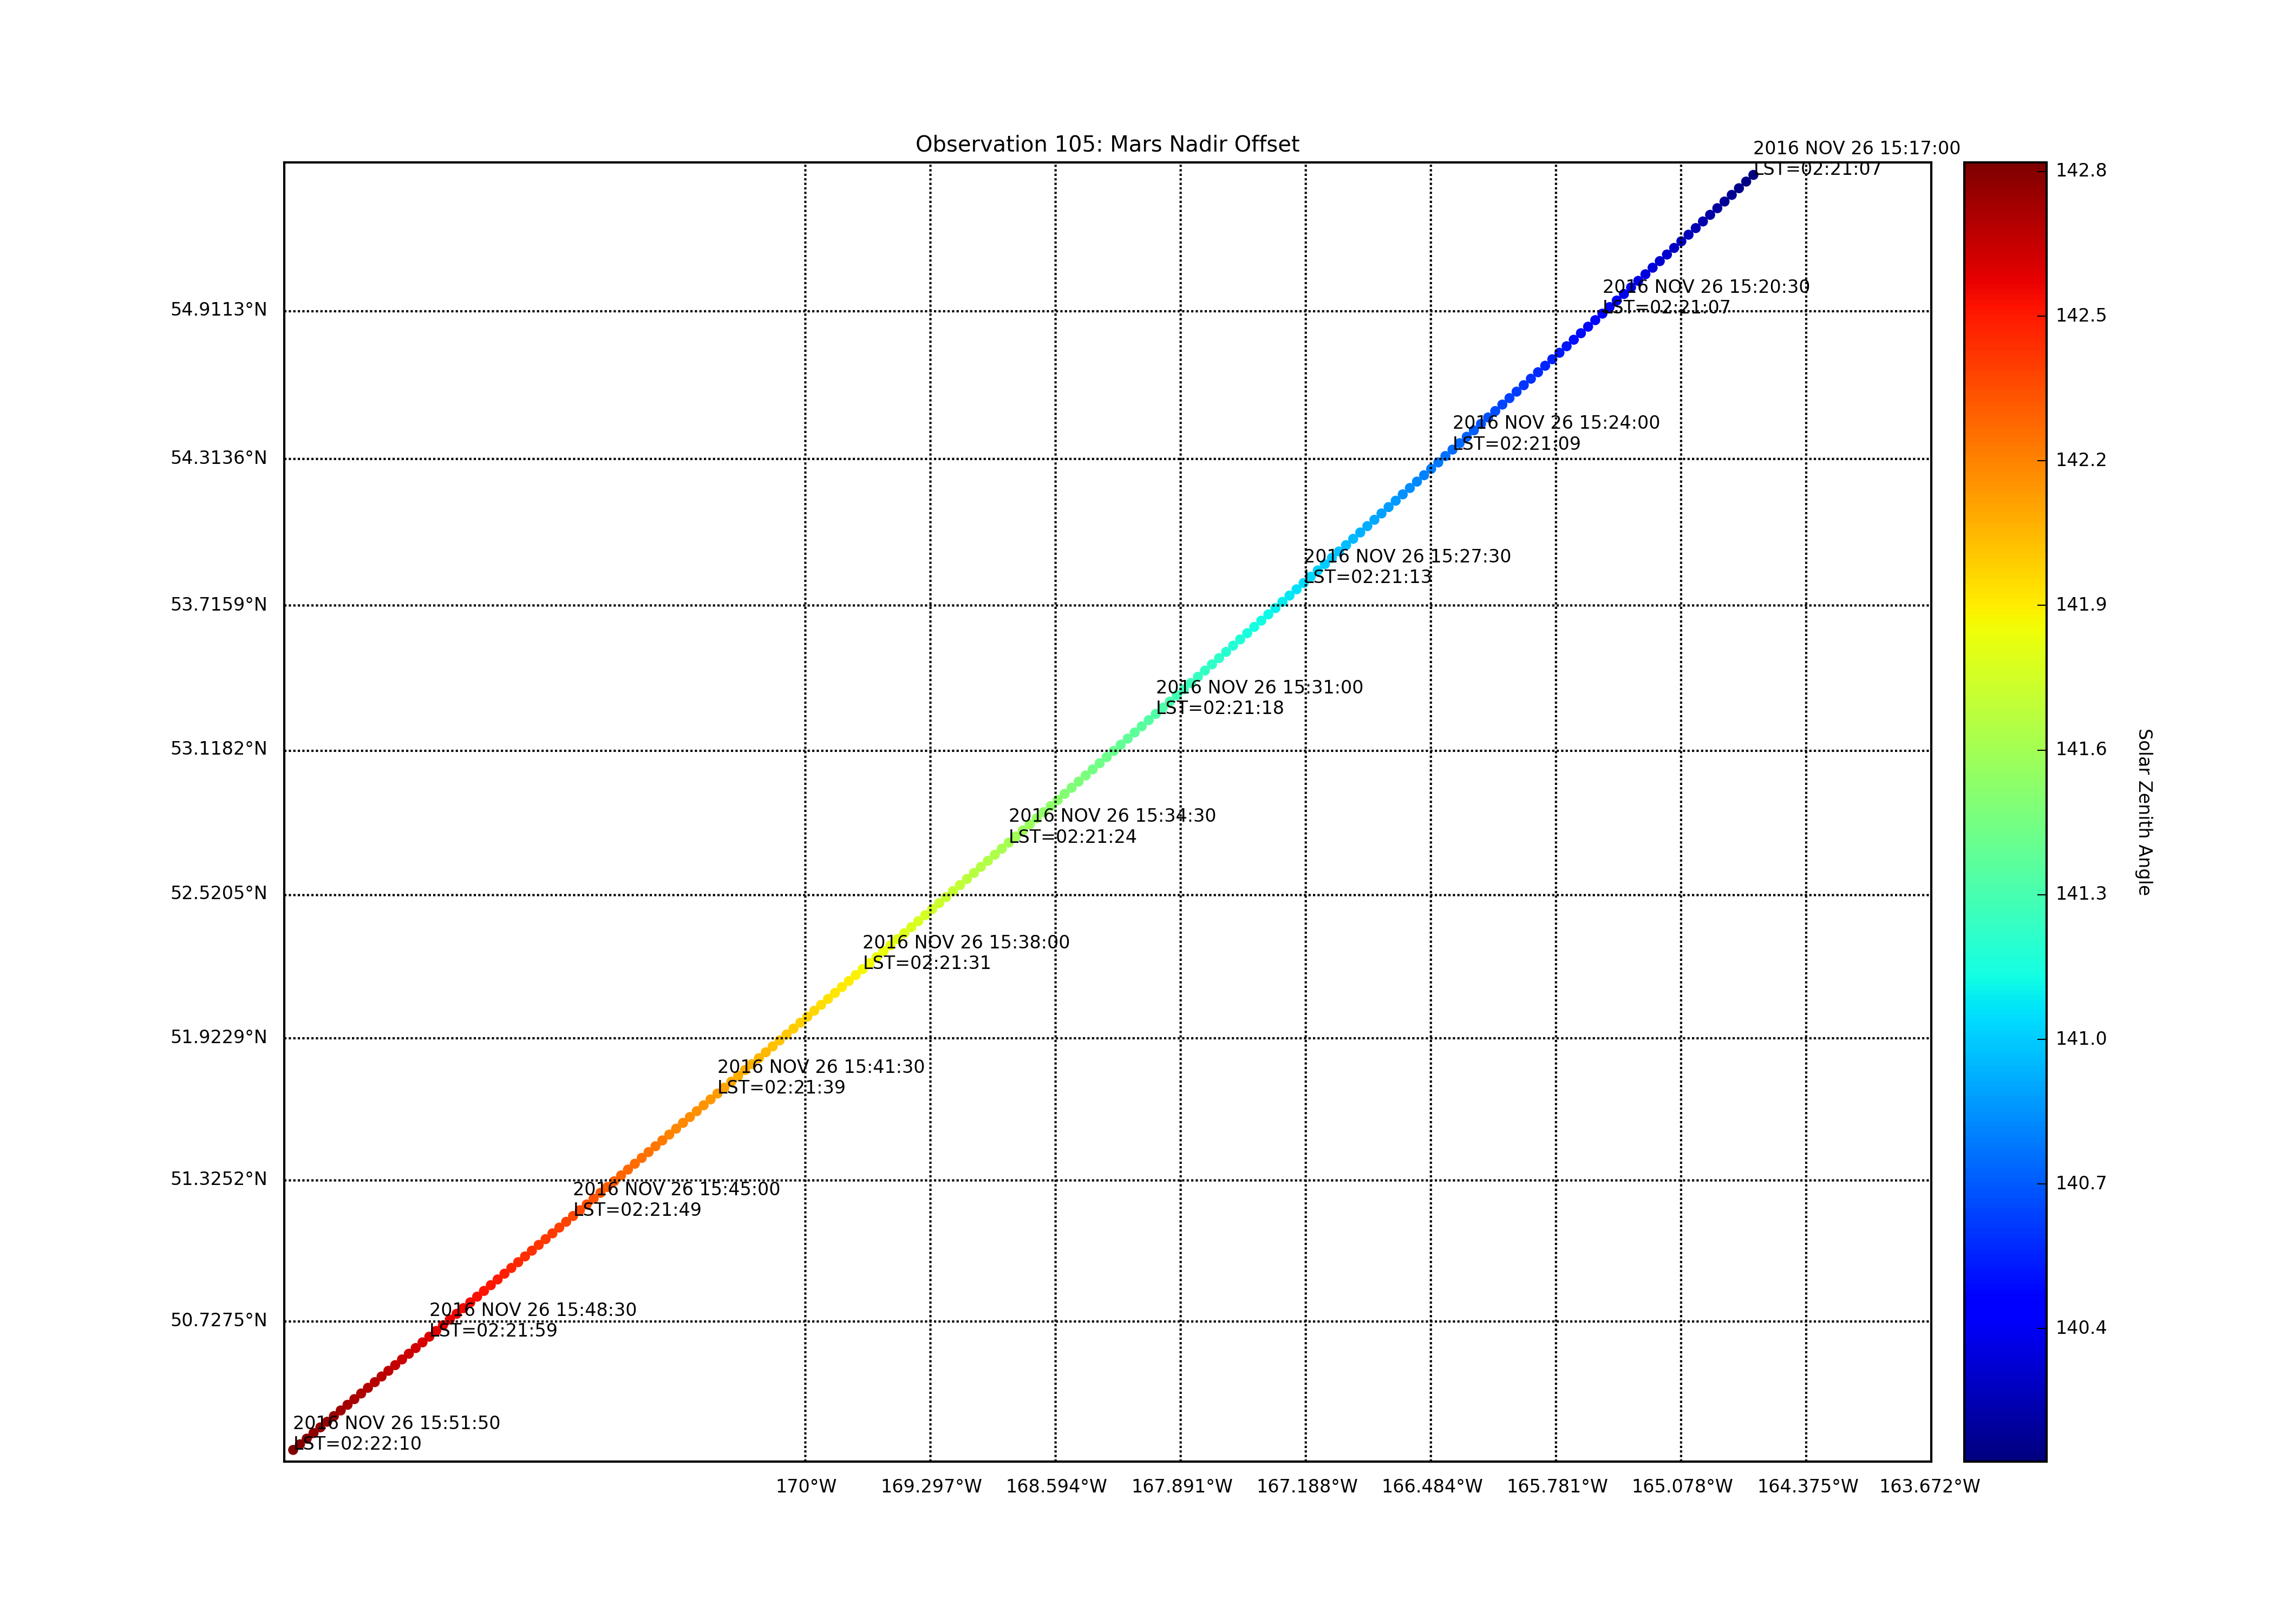 Observation 105: Mars Nadir Offset
2016 NOV 26 15:17:00
LST=02:21:07
2016 NOV 26 15:20:30
LST=02:21:07
2016 NOV 26 15:24:00
LST=02:21:09
2016 NOV 26 15:27:30
LST=02:21:13
2016 NOV 26 15:31:00
LST=02:21:18
2016 NOV 26 15:34:30
LST=02:21:24
2016 NOV 26 15:38:00
LST=02:21:31
2016 NOV 26 15:41:30
LST=02:21:39
2016 NOV 26 15:45:00
LST=02:21:49
2016 NOV 26 15:48:30
LST=02:21:59
2016 NOV 26 15:51:50
LST=02:22:10
54.9113°N
54.3136°N
53.7159°N
53.1182°N
52.5205°N
51.9229°N
51.3252°N
50.7275°N
170°W
169.297°W
168.594°W
167.891°W
167.188°W
166.484°W
165.781°W
165.078°W
164.375°W
163.672°W
142.8
142.5
142.2
141.9
141.6
141.3
141.0
140.7
140.4
Solar Zenith Angle